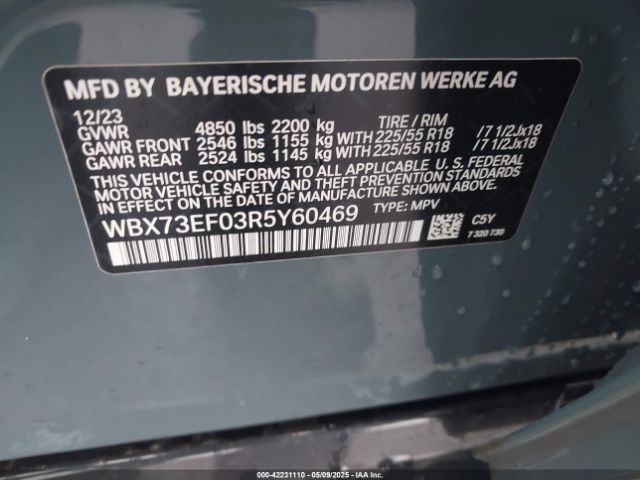 MFD BY BAYERISCHE MOTOREN WERKE AG
12/23 TIRE / RIM
GVWR 4850 lbs 2200 kg
GAWR FRONT 2546 lbs 1155 kg WITH 225/55 R18 /7 1/2Jx18
GAWR REAR 2524 lbs 1145 kg WITH 225/55 R18 /7 1/2Jx18
THIS VEHICLE CONFORMS TO ALL APPLICABLE U. S. FEDERAL
MOTOR VEHICLE SAFETY, BUMPER, AND THEFT PREVENTION STANDARDS
IN EFFECT ON THE DATE OF MANUFACTURE SHOWN ABOVE.
WBX73EF03R5Y60469 TYPE: MPV
C5Y
7 320 730
000-42231110 - 05/09/2025 - IAAI.com